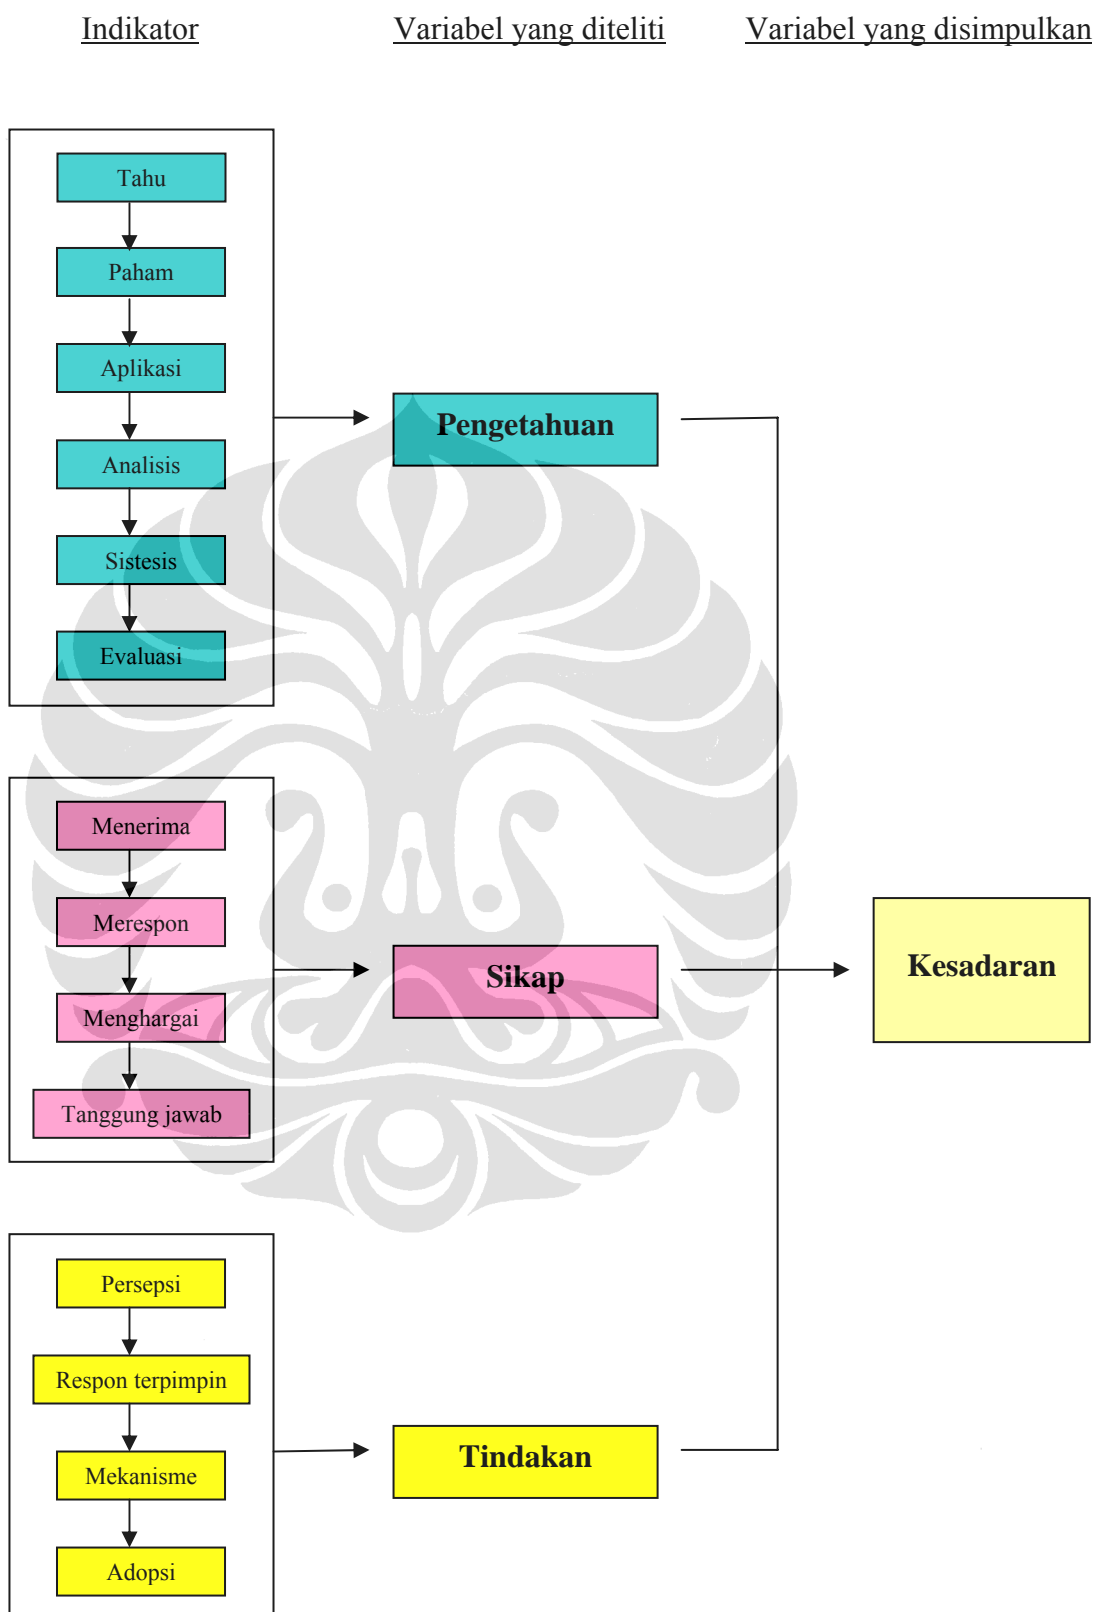 Indikator
Variabel yang diteliti
Variabel yang disimpulkan
Tahu
Paham
Aplikasi
Analisis
Sistesis
Evaluasi
Pengetahuan
Menerima
Merespon
Menghargai
Tanggung jawab
Sikap
Kesadaran
Persepsi
Respon terpimpin
Mekanisme
Adopsi
Tindakan